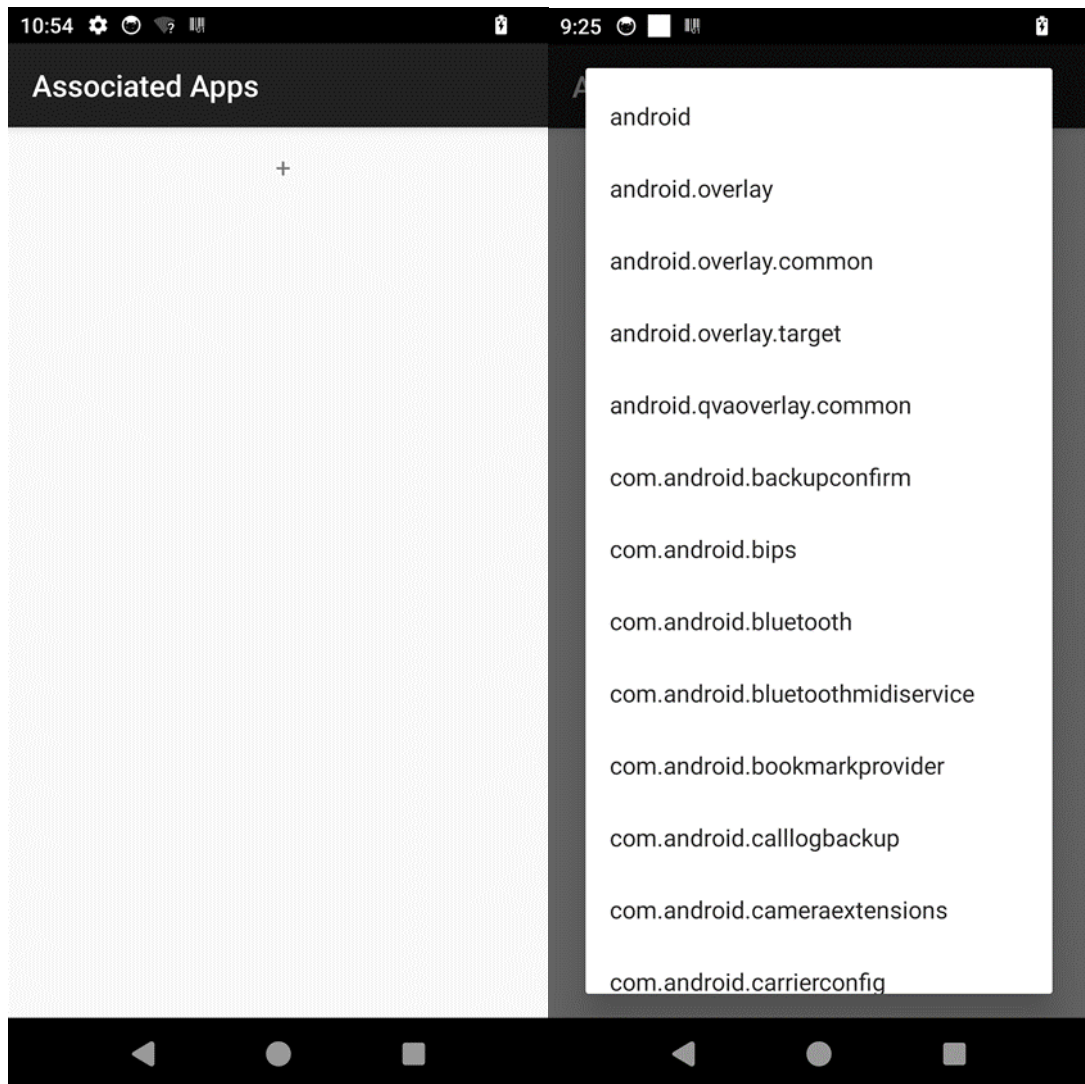 10:54
Associated Apps
+
9:25
A
android
android.overlay
android.overlay.common
android.overlay.target
android.qvaoverlay.common
com.android.backupconfirm
com.android.bips
com.android.bluetooth
com.android.bluetoothmidiservice
com.android.bookmarkprovider
com.android.calllogbackup
com.android.cameraextensions
com.android.carrierconfig